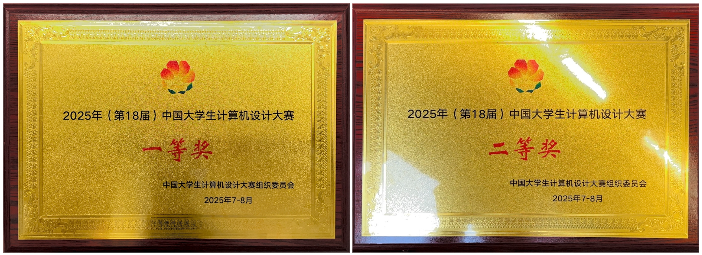 2025年（第18届）中国大学生计算机设计大赛
一等奖
中国大学生计算机设计大赛组织委员会
2025年7-8月
2025年（第18届）中国大学生计算机设计大赛
二等奖
中国大学生计算机设计大赛组织委员会
2025年7-8月